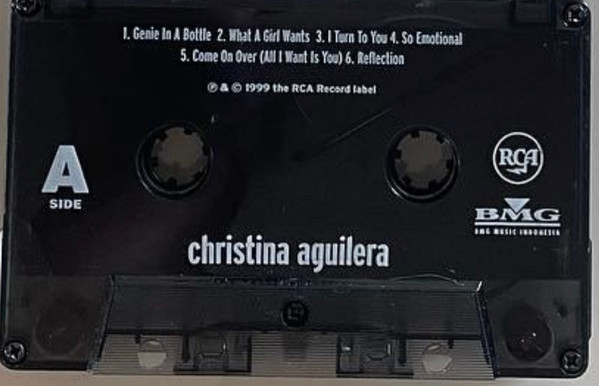 1. Genie In A Bottle 2. What A Girl Wants 3. I Turn To You 4. So Emotional
5. Come On Over (All I Want Is You) 6. Reflection
℗ & © 1999 the RCA Record label
A
SIDE
RCA
BMG
BMG MUSIC INDONESIA
christina aguilera